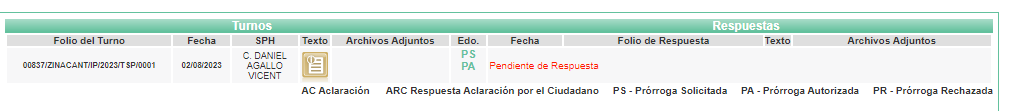 Turnos Respuestas
Folio del Turno Fecha SPH Texto Archivos Adjuntos Edo. Fecha Folio de Respuesta Texto Archivos Adjuntos
00837/ZINACANT/IP/2023/TSP/0001 02/08/2023 C. DANIEL AGALLO VICENT PS PA Pendiente de Respuesta
AC Aclaración ARC Respuesta Aclaración por el Ciudadano PS - Prórroga Solicitada PA - Prórroga Autorizada PR - Prórroga Rechazada